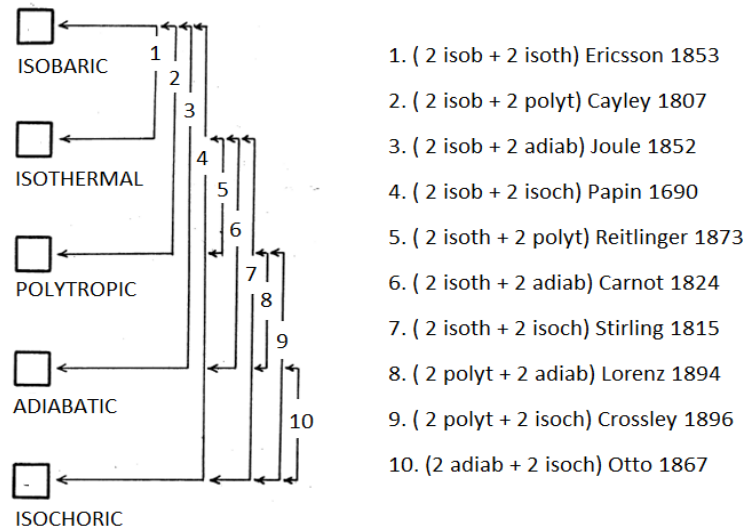 ISOBARIC
ISOTHERMAL
POLYTROPIC
ADIABATIC
ISOCHORIC
1
2
3
4
5
6
7
8
9
10
1. ( 2 isob + 2 isoth) Ericsson 1853
2. ( 2 isob + 2 polyt) Cayley 1807
3. ( 2 isob + 2 adiab) Joule 1852
4. ( 2 isob + 2 isoch) Papin 1690
5. ( 2 isoth + 2 polyt) Reitlinger 1873
6. ( 2 isoth + 2 adiab) Carnot 1824
7. ( 2 isoth + 2 isoch) Stirling 1815
8. ( 2 polyt + 2 adiab) Lorenz 1894
9. ( 2 polyt + 2 isoch) Crossley 1896
10. (2 adiab + 2 isoch) Otto 1867